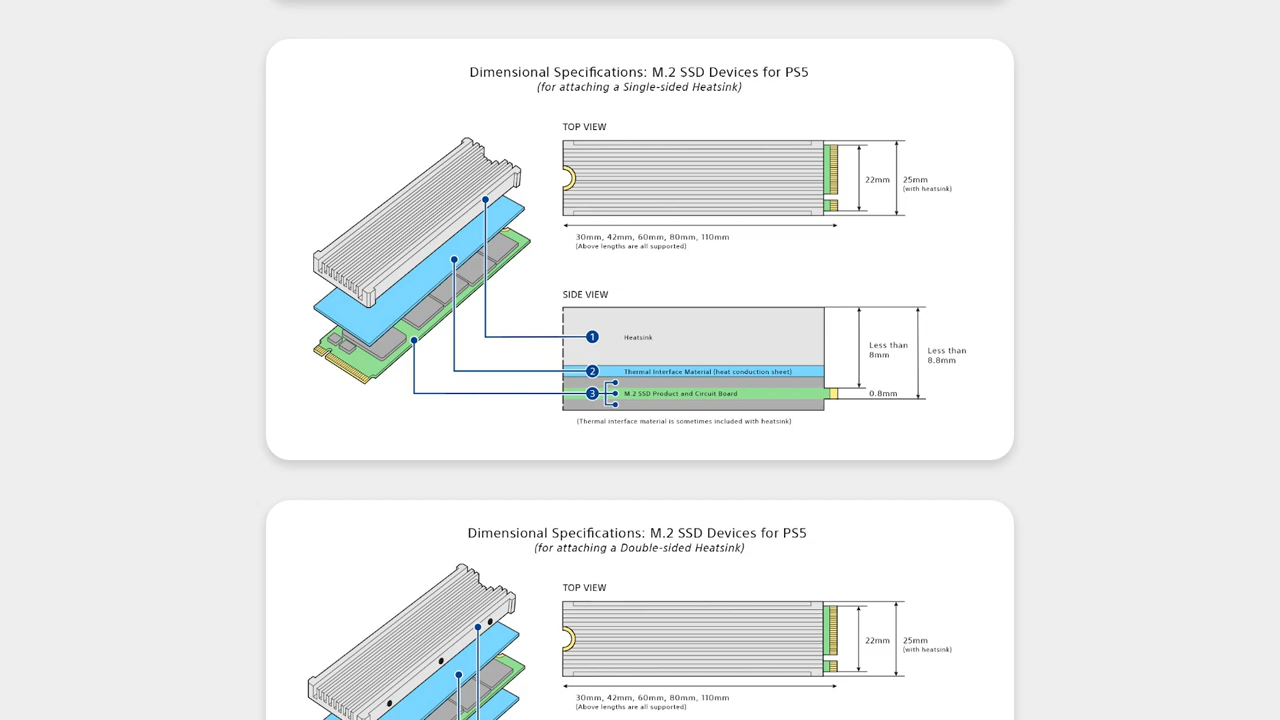 Dimensional Specifications: M.2 SSD Devices for PS5
(for attaching a Single-sided Heatsink)
TOP VIEW
22mm
25mm
(with heatsink)
30mm, 42mm, 60mm, 80mm, 110mm
(Above lengths are all supported)
SIDE VIEW
1
Heatsink
Less than
8mm
Less than
8.8mm
2
Thermal Interface Material (heat conduction sheet)
3
M.2 SSD Product and Circuit Board
0.8mm
(Thermal interface material is sometimes included with heatsink)
Dimensional Specifications: M.2 SSD Devices for PS5
(for attaching a Double-sided Heatsink)
TOP VIEW
22mm
25mm
(with heatsink)
30mm, 42mm, 60mm, 80mm, 110mm
(Above lengths are all supported)